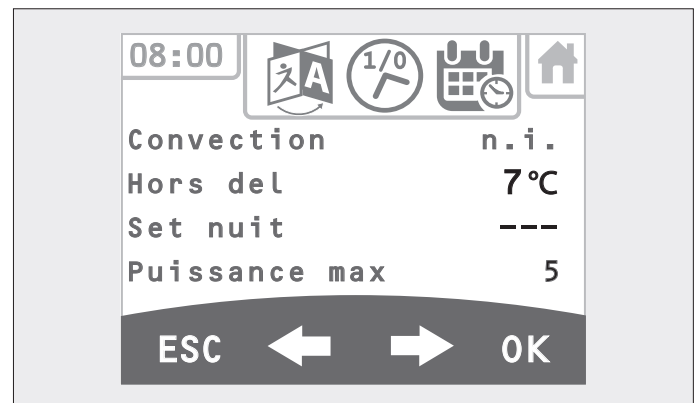 08:00 A 1/0
Convection n.i.
Hors del 7°C
Set nuit ---
Puissance max 5
ESC OK